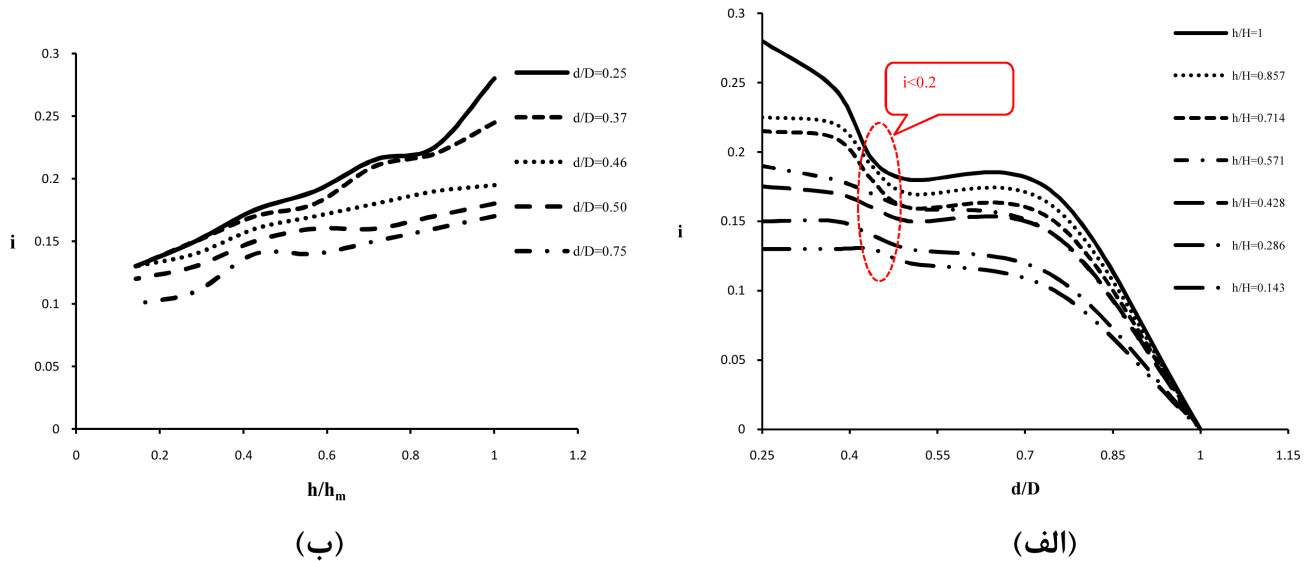 0.3
0.25
0.2
0.15
0.1
0.05
0
i
0
0.2
0.4
0.6
0.8
1
1.2
h/hm
d/D=0.25
d/D=0.37
d/D=0.46
d/D=0.50
d/D=0.75
(ب)
0.3
0.25
0.2
0.15
0.1
0.05
0
i
0.25
0.4
0.55
0.7
0.85
1
1.15
d/D
i<0.2
h/H=1
h/H=0.857
h/H=0.714
h/H=0.571
h/H=0.428
h/H=0.286
h/H=0.143
(الف)